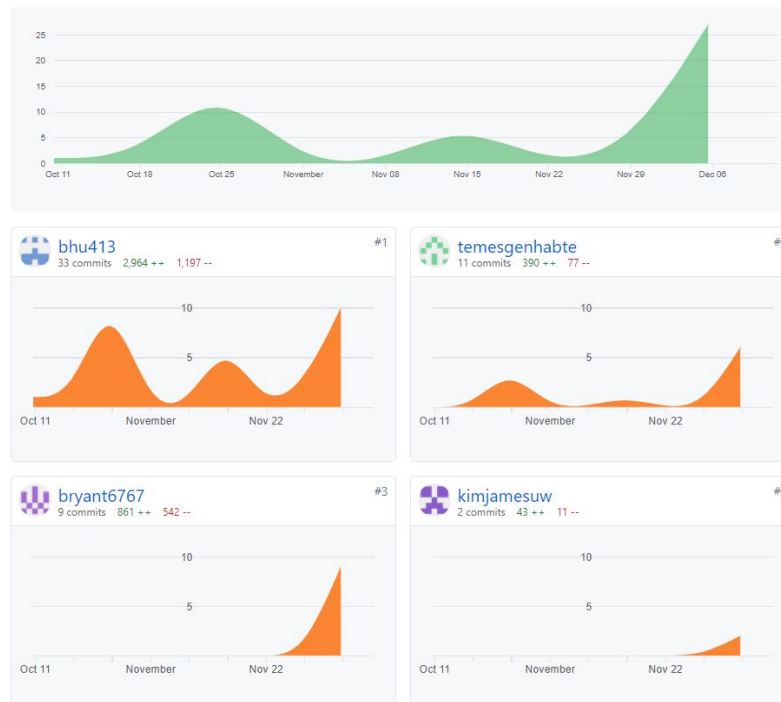 25
20
15
10
5
0
Oct 11 Oct 18 Oct 25 November Nov 08 Nov 15 Nov 22 Nov 29 Dec 06
bhu413 #1
33 commits 2,964 ++ 1,197 --
10
5
Oct 11 November Nov 22
temesgenhabte #
11 commits 390 ++ 77 --
10
5
Oct 11 November Nov 22
bryant6767 #3
9 commits 861 ++ 542 --
10
5
Oct 11 November Nov 22
kimjamesuw #
2 commits 43 ++ 11 --
10
5
Oct 11 November Nov 22